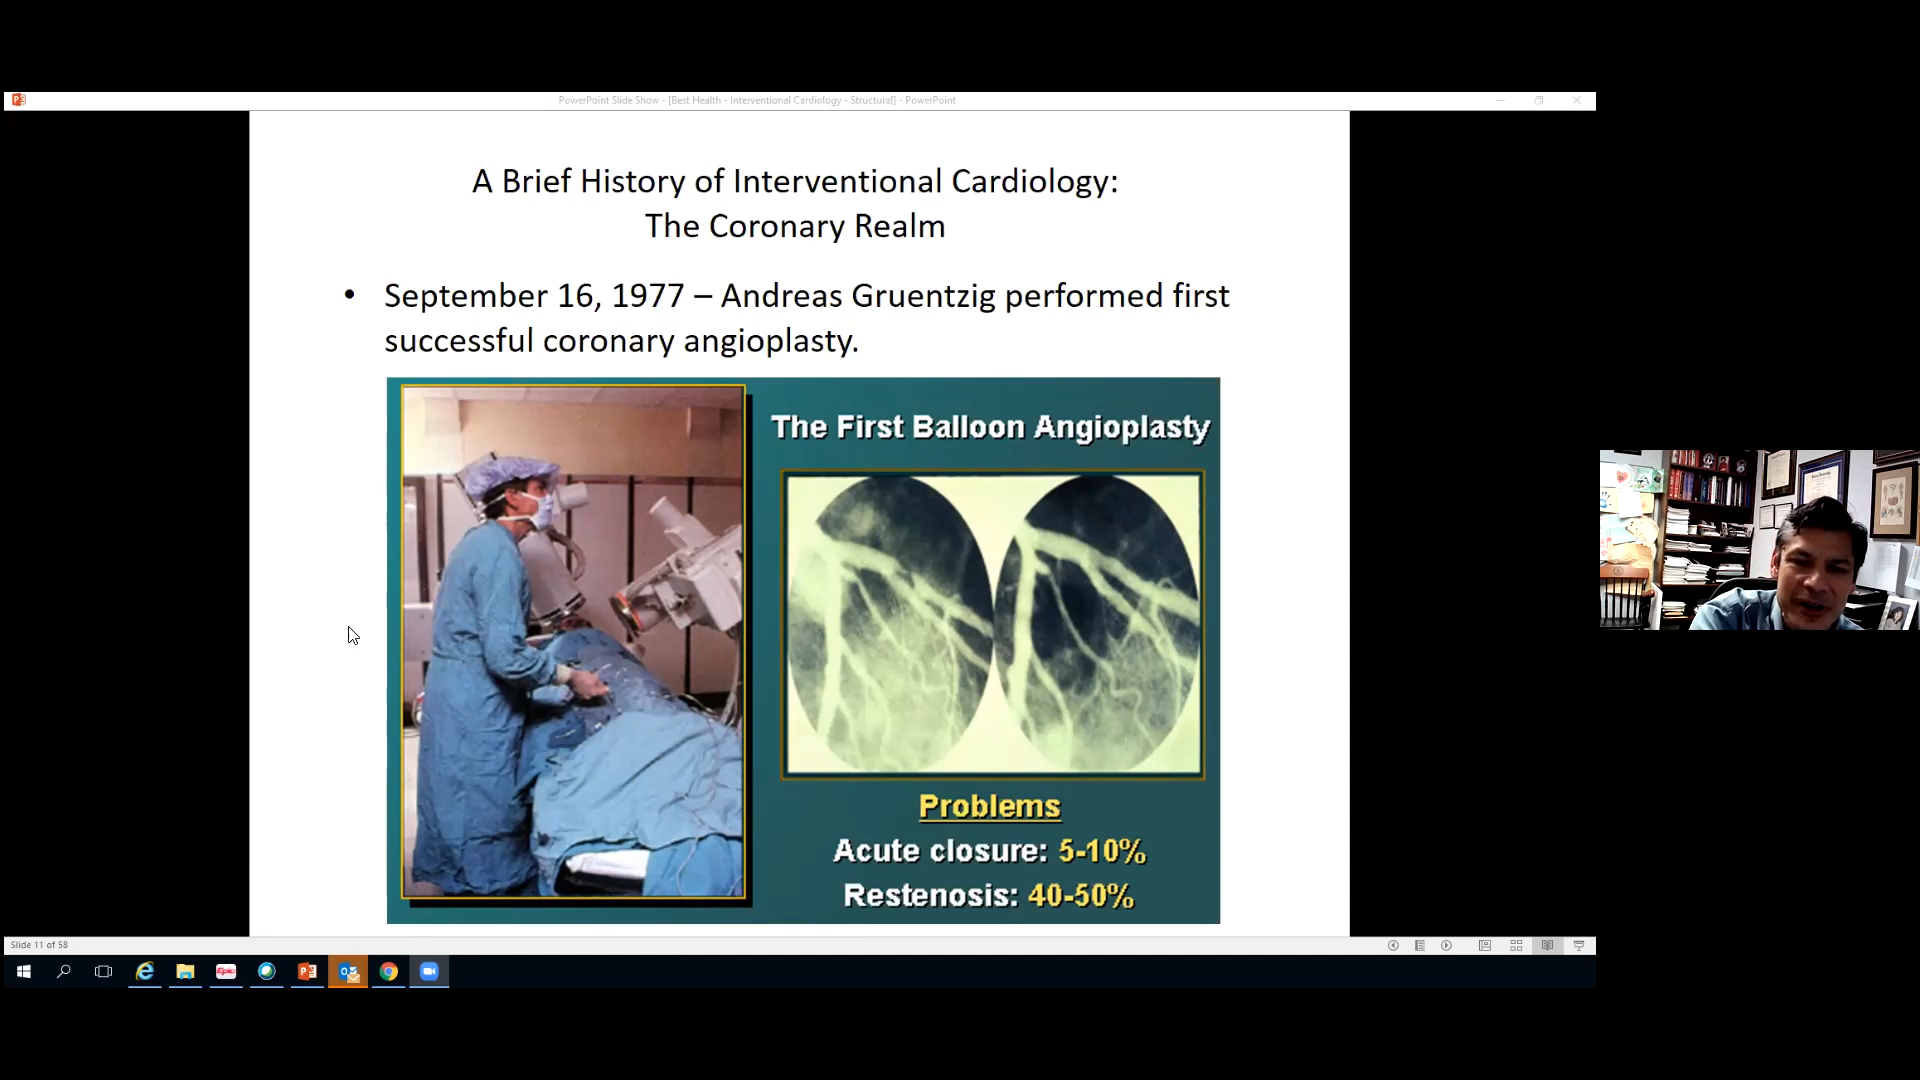 PowerPoint Slide Show - [Best Health - Interventional Cardiology - Structural] - PowerPoint
A Brief History of Interventional Cardiology:
The Coronary Realm
• September 16, 1977 – Andreas Gruentzig performed first
successful coronary angioplasty.
The First Balloon Angioplasty
Problems
Acute closure: 5-10%
Restenosis: 40-50%
Slide 11 of 58
Epic